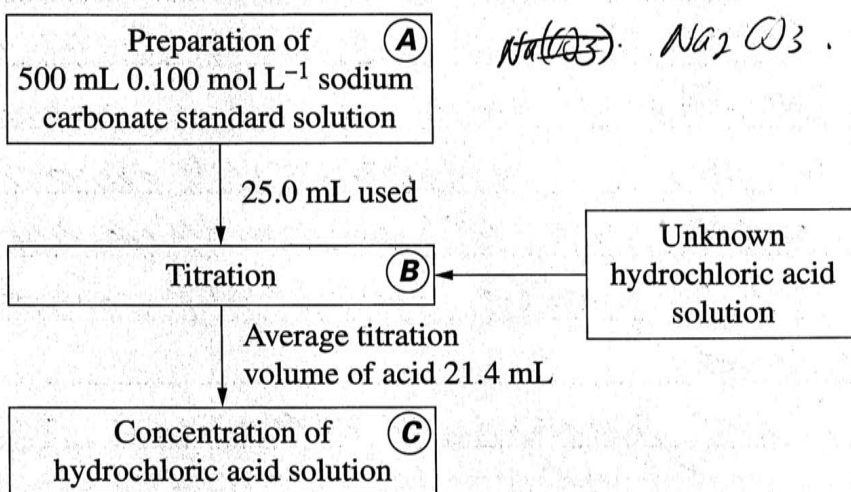 Preparation of A
500 mL 0.100 mol L⁻¹ sodium
carbonate standard solution
Na2CO3.
25.0 mL used
Titration B
Unknown
hydrochloric acid
solution
Average titration
volume of acid 21.4 mL
Concentration of C
hydrochloric acid solution